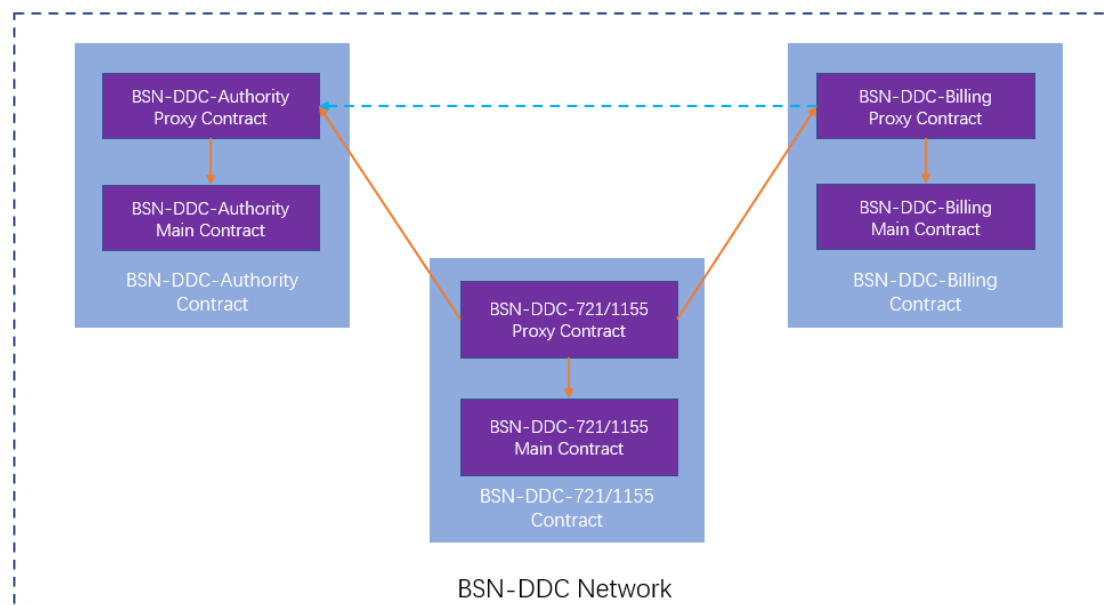 BSN-DDC-Authority
Proxy Contract
BSN-DDC-Authority
Main Contract
BSN-DDC-Authority
Contract
BSN-DDC-Billing
Proxy Contract
BSN-DDC-Billing
Main Contract
BSN-DDC-Billing
Contract
BSN-DDC-721/1155
Proxy Contract
BSN-DDC-721/1155
Main Contract
BSN-DDC-721/1155
Contract
BSN-DDC Network